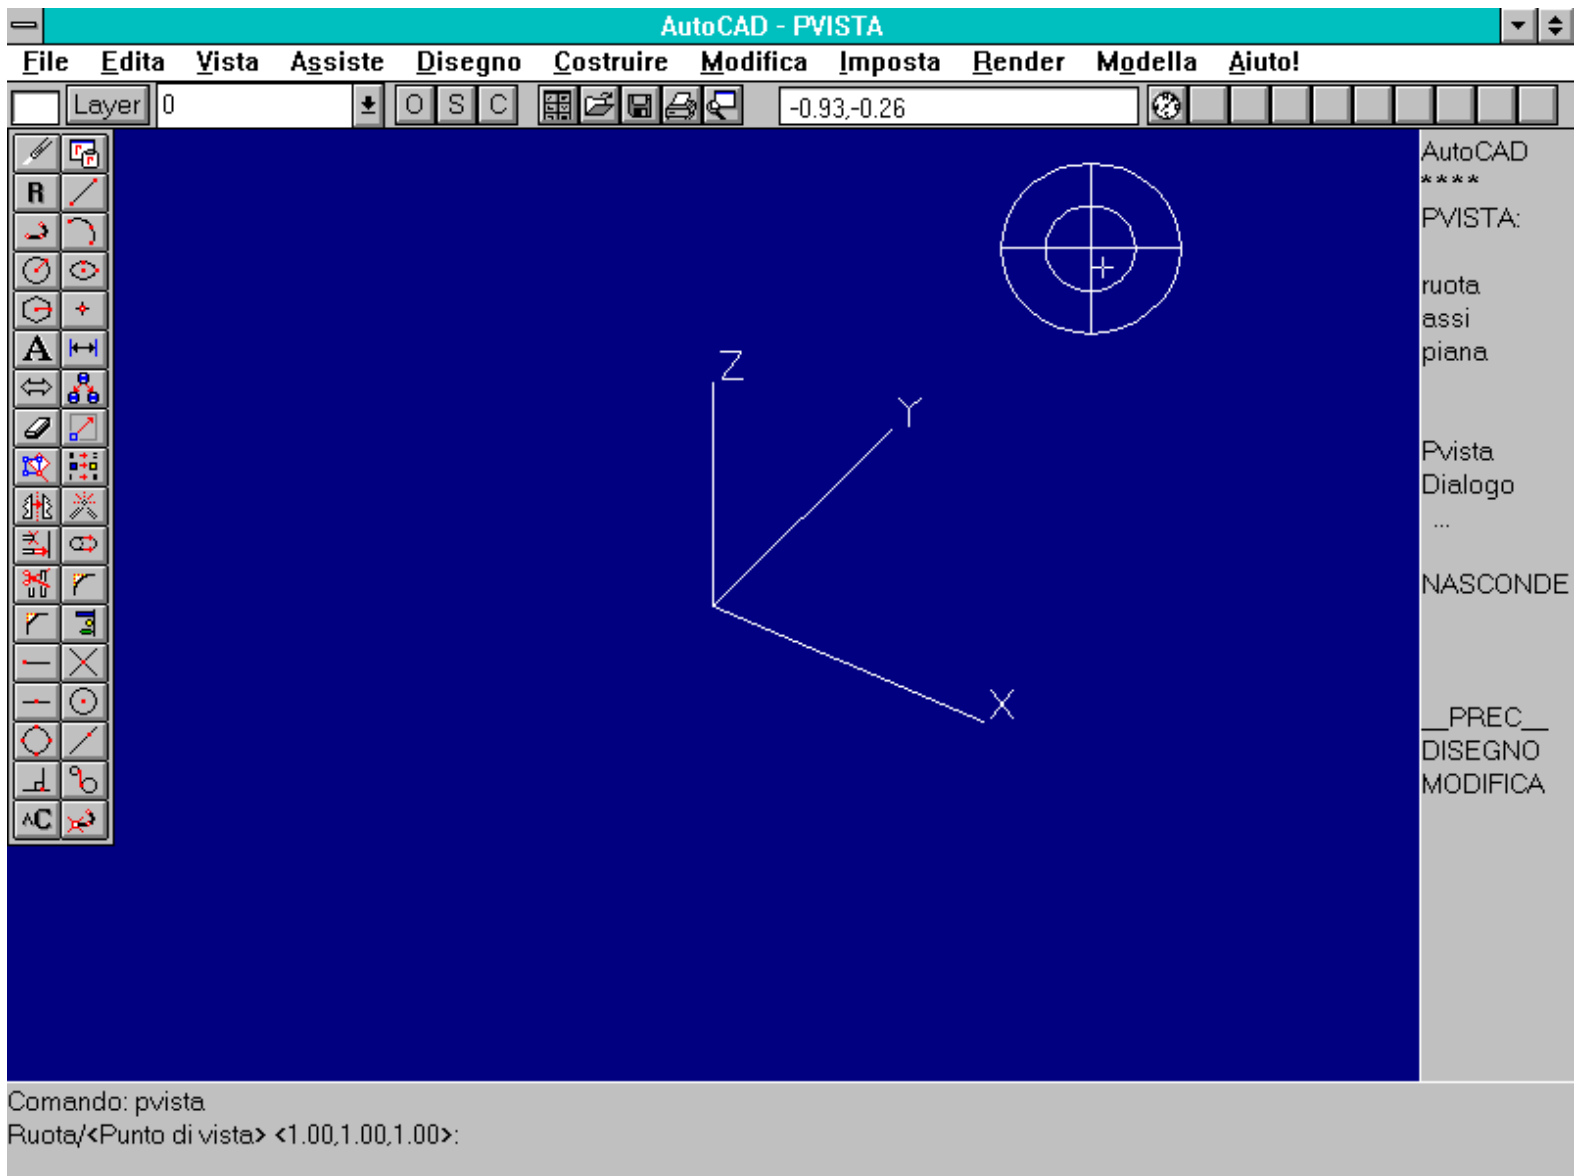 AutoCAD - PVISTA
File Edita Vista Assiste Disegno Costruire Modifica Imposta Render Modella Aiuto!
Layer 0 O S C -0.93,-0.26
R
A
^C
Z
Y
X
AutoCAD
****
PVISTA:
ruota
assi
piana
Pvista
Dialogo
...
NASCONDE
__PREC__
DISEGNO
MODIFICA
Comando: pvista
Ruota/<Punto di vista> <1.00,1.00,1.00>: